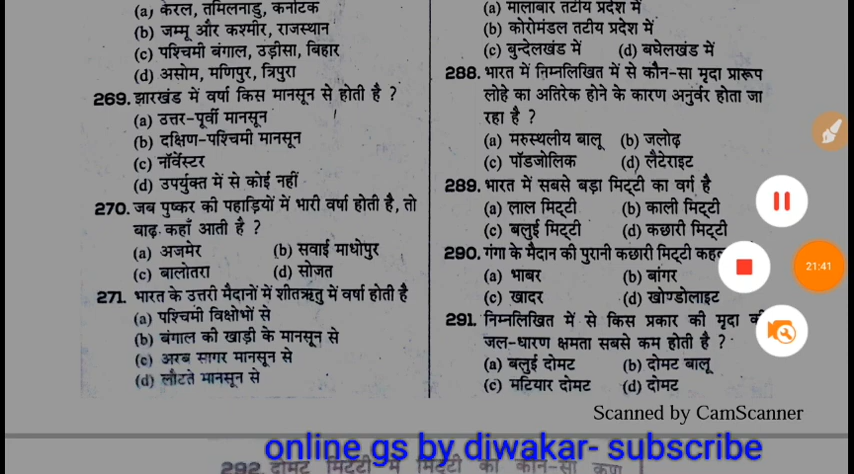 (a) केरल, तमिलनाडु, कर्नाटक
(b) जम्मू और कश्मीर, राजस्थान
(c) पश्चिमी बंगाल, उड़ीसा, बिहार
(d) असोम, मणिपुर, त्रिपुरा
269. झारखंड में वर्षा किस मानसून से होती है ?
(a) उत्तर-पूर्वी मानसून
(b) दक्षिण-पश्चिमी मानसून
(c) नॉर्वेस्टर
(d) उपर्युक्त में से कोई नहीं
270. जब पुष्कर की पहाड़ियों में भारी वर्षा होती है, तो
बाढ़ कहाँ आती है ?
(a) अजमेर (b) सवाई माधोपुर
(c) बालोतरा (d) सोजत
271. भारत के उत्तरी मैदानों में शीतऋतु में वर्षा होती है
(a) पश्चिमी विक्षोभों से
(b) बंगाल की खाड़ी के मानसून से
(c) अरब सागर मानसून से
(d) लौटते मानसून से
(a) मालाबार तटीय प्रदेश में
(b) कोरोमंडल तटीय प्रदेश में
(c) बुन्देलखंड में (d) बघेलखंड में
288. भारत में निम्नलिखित में से कौन-सा मृदा प्रारूप
लोहे का अतिरेक होने के कारण अनुर्वर होता जा
रहा है ?
(a) मरुस्थलीय बालू (b) जलोढ़
(c) पॉडजोलिक (d) लैटेराइट
289. भारत में सबसे बड़ा मिट्टी का वर्ग है
(a) लाल मिट्टी (b) काली मिट्टी
(c) बलुई मिट्टी (d) कछारी मिट्टी
290. गंगा के मैदान की पुरानी कछारी मिट्टी
(a) भाबर (b) बांगर
(c) खादर (d) खोण्डोलाइट
291. निम्नलिखित में से किस प्रकार की मृदा
जल-धारण क्षमता सबसे कम होती है ?
(a) बलुई दोमट (b) दोमट बालू
(c) मटियार दोमट (d) दोमट
21:41
Scanned by CamScanner
online gs by diwakar- subscribe
292. दोमट मिट्टी में मिट्टी का कौन-सा कण